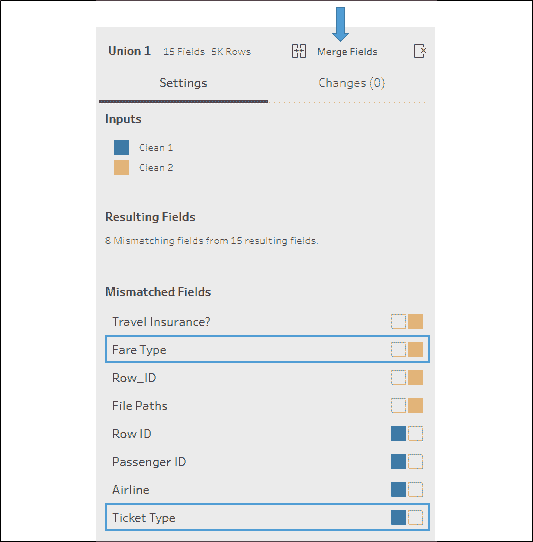 Union 1 15 Fields 5K Rows Merge Fields
Settings Changes (0)
Inputs
Clean 1
Clean 2
Resulting Fields
8 Mismatching fields from 15 resulting fields.
Mismatched Fields
Travel Insurance?
Fare Type
Row_ID
File Paths
Row ID
Passenger ID
Airline
Ticket Type